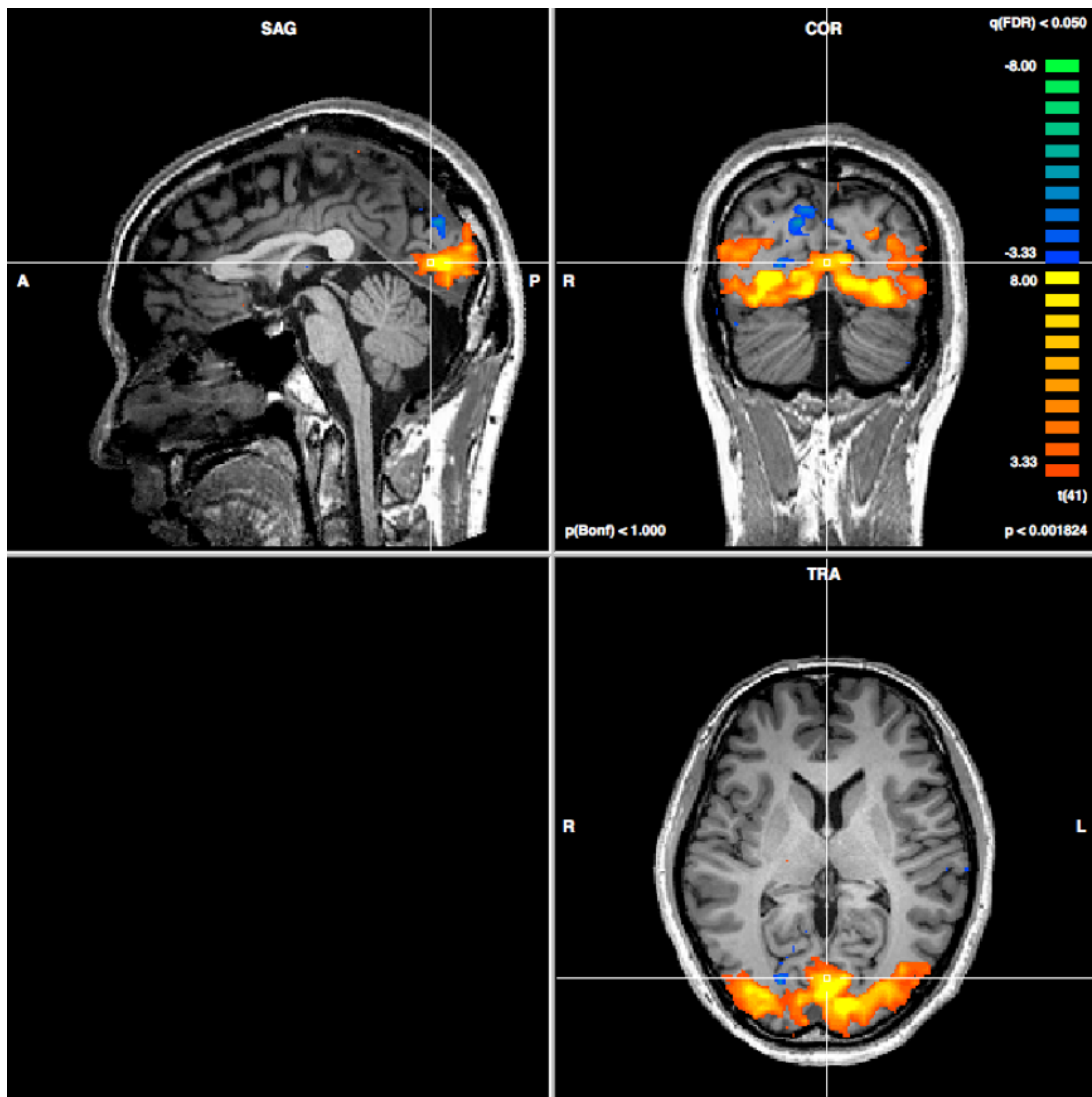 SAG
A
P
COR
q(FDR) < 0.050
-8.00
-3.33
8.00
3.33
t(41)
R
p(Bonf) < 1.000
p < 0.001824
TRA
R
L